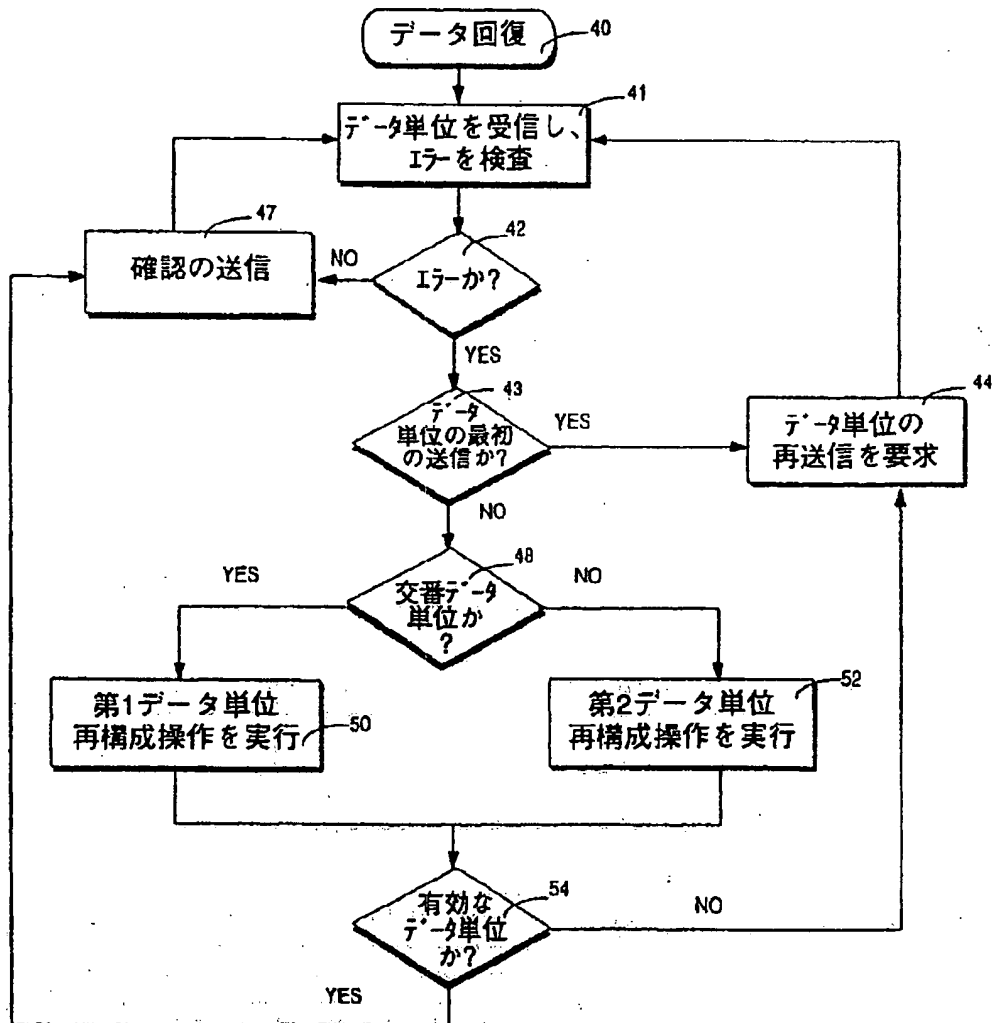 データ回復
40
41
データ単位を受信し、
エラーを検査
47
42
確認の送信
NO
エラーか?
YES
43
44
データ
単位の最初
の送信か?
YES
データ単位の
再送信を要求
NO
48
YES
NO
交番データ
単位か
?
52
第1データ単位
再構成操作を実行
50
第2データ単位
再構成操作を実行
54
有効な
データ単位
か?
NO
YES